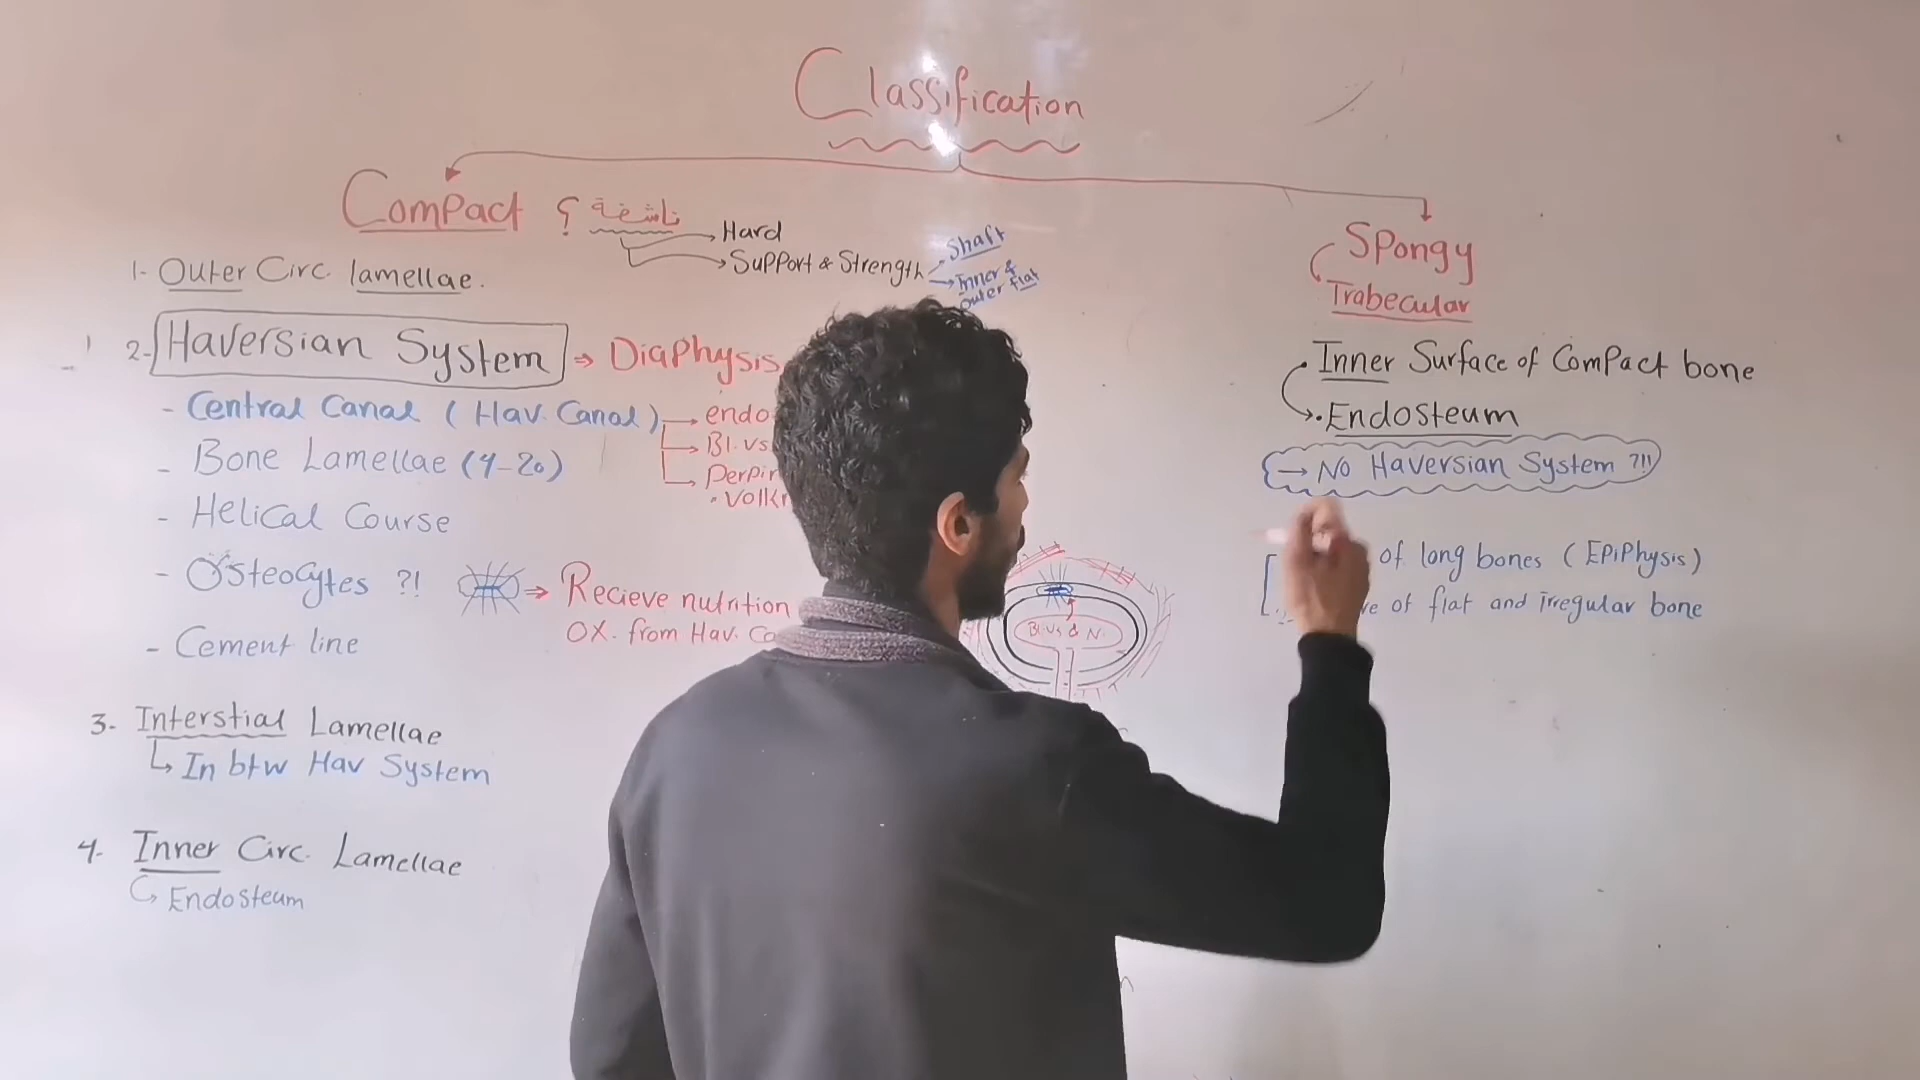 Classification
Compact ؟ ناشفة
Hard
Support & Strength
Shaft
Inner &
outer flat
1- Outer Circ. lamellae.
2- Haversian System ⇒ Diaphysis
- Central Canal ( Hav. Canal ) → endo
→ Bl. vs
→ Perpin
• Volk
- Bone Lamellae (4-20)
- Helical Course
- Osteocytes ?! ⇒ Recieve nutrition
OX. from Hav. Ca
- Cement line
3- Interstial Lamellae
↳ In btw Hav System
4- Inner Circ. Lamellae
↳ Endosteum
Bl.Vs & N.
Spongy
Trabecular
• Inner Surface of Compact bone
• Endosteum
→ No Haversian System ?!!
of long bones (EPiPhysis)
of flat and irregular bone